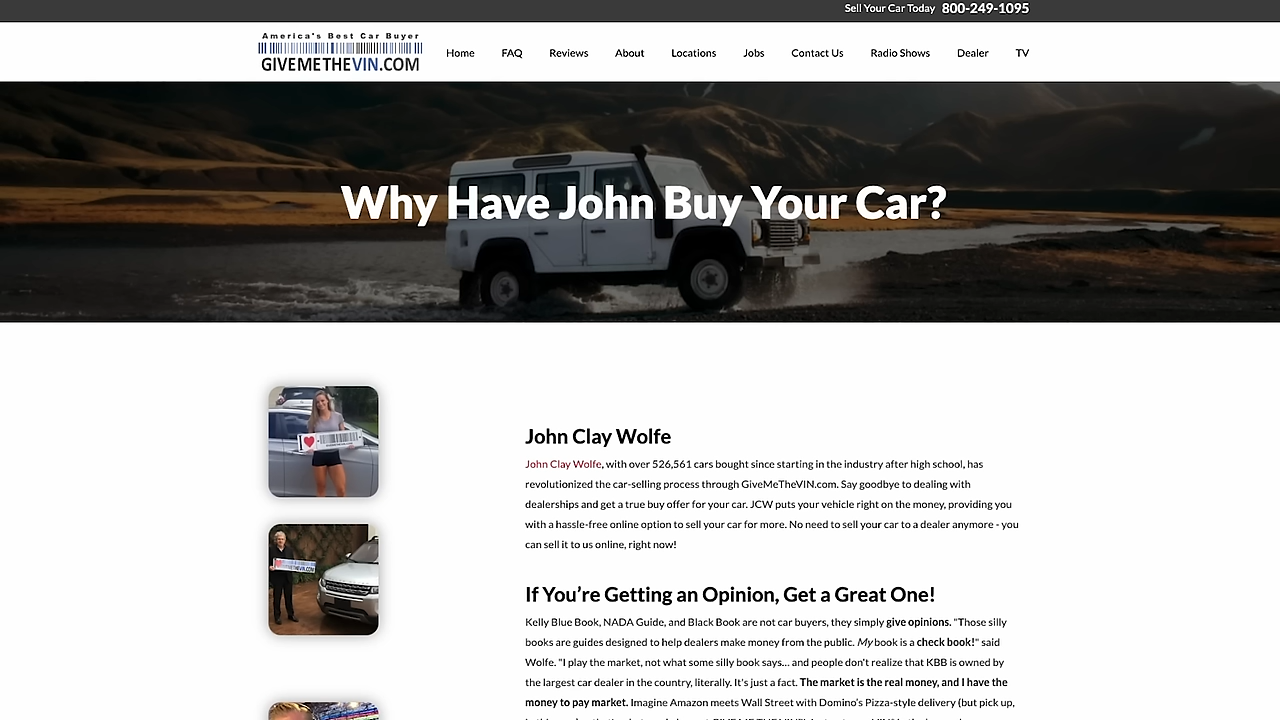 Sell Your Car Today 800-249-1095
America's Best Car Buyer
GIVEMETHEVIN.COM
Home FAQ Reviews About Locations Jobs Contact Us Radio Shows Dealer TV
Why Have John Buy Your Car?
John Clay Wolfe
John Clay Wolfe, with over 526,561 cars bought since starting in the industry after high school, has
revolutionized the car-selling process through GiveMeTheVIN.com. Say goodbye to dealing with
dealerships and get a true buy offer for your car. JCW puts your vehicle right on the money, providing you
with a hassle-free online option to sell your car for more. No need to sell your car to a dealer anymore - you
can sell it to us online, right now!
If You’re Getting an Opinion, Get a Great One!
Kelly Blue Book, NADA Guide, and Black Book are not car buyers, they simply give opinions. "Those silly
books are guides designed to help dealers make money from the public. My book is a check book!" said
Wolfe. "I play the market, not what some silly book says... and people don't realize that KBB is owned by
the largest car dealer in the country, literally. It's just a fact. The market is the real money, and I have the
money to pay market. Imagine Amazon meets Wall Street with Domino’s Pizza-style delivery (but pick up,